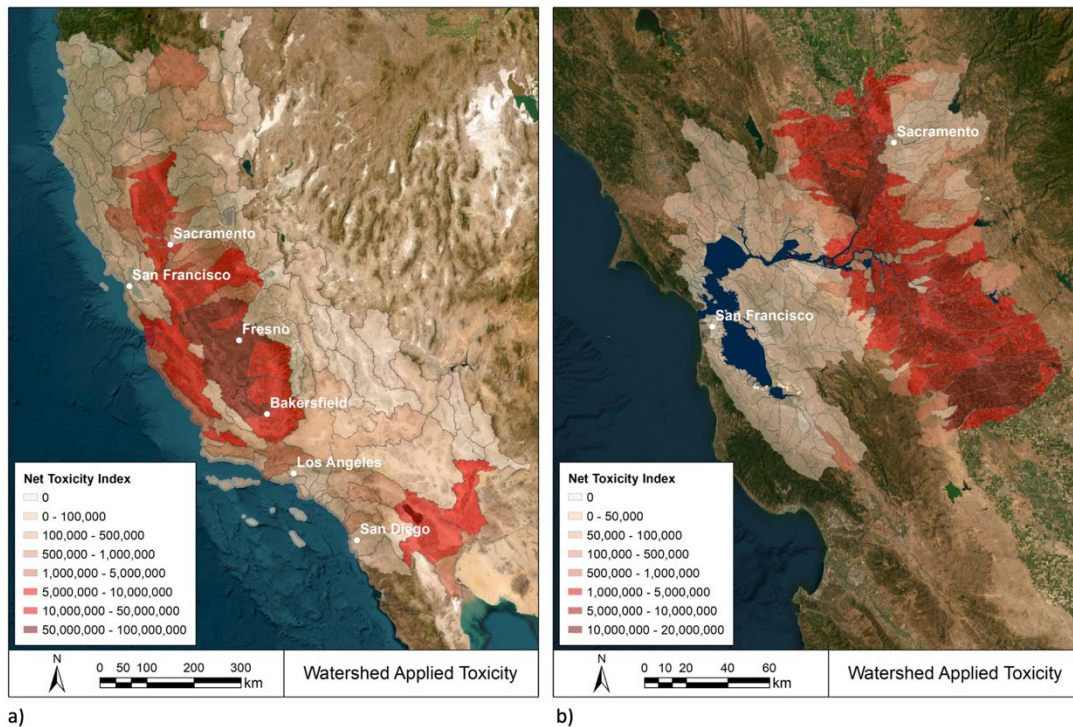 Sacramento
San Francisco
Fresno
Bakersfield
Los Angeles
San Diego
Net Toxicity Index
0
0 - 100,000
100,000 - 500,000
500,000 - 1,000,000
1,000,000 - 5,000,000
5,000,000 - 10,000,000
10,000,000 - 50,000,000
50,000,000 - 100,000,000
N
0 50 100 200 300
km
Watershed Applied Toxicity
a)
Sacramento
San Francisco
Net Toxicity Index
0
0 - 50,000
50,000 - 100,000
100,000 - 500,000
500,000 - 1,000,000
1,000,000 - 5,000,000
5,000,000 - 10,000,000
10,000,000 - 20,000,000
N
0 10 20 40 60
km
Watershed Applied Toxicity
b)